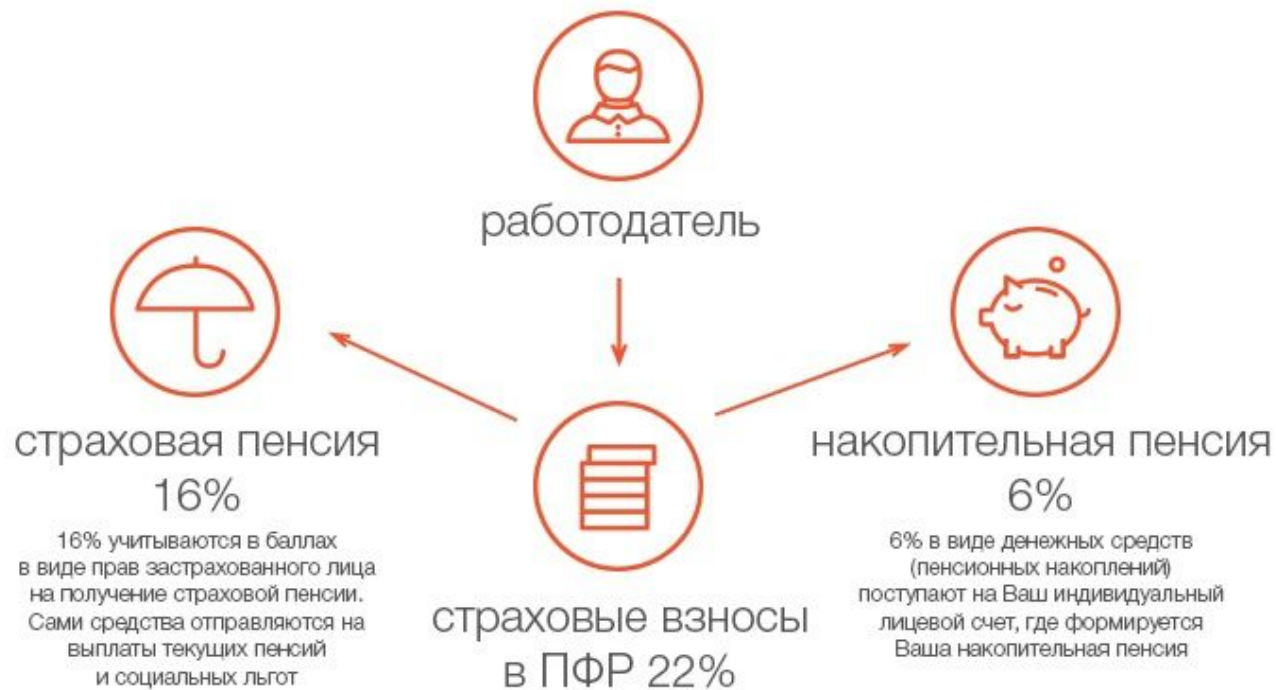 работодатель
страховая пенсия
16%
16% учитываются в баллах
в виде прав застрахованного лица
на получение страховой пенсии.
Сами средства отправляются на
выплаты текущих пенсий
и социальных льгот
страховые взносы
в ПФР 22%
накопительная пенсия
6%
6% в виде денежных средств
(пенсионных накоплений)
поступают на Ваш индивидуальный
лицевой счет, где формируется
Ваша накопительная пенсия